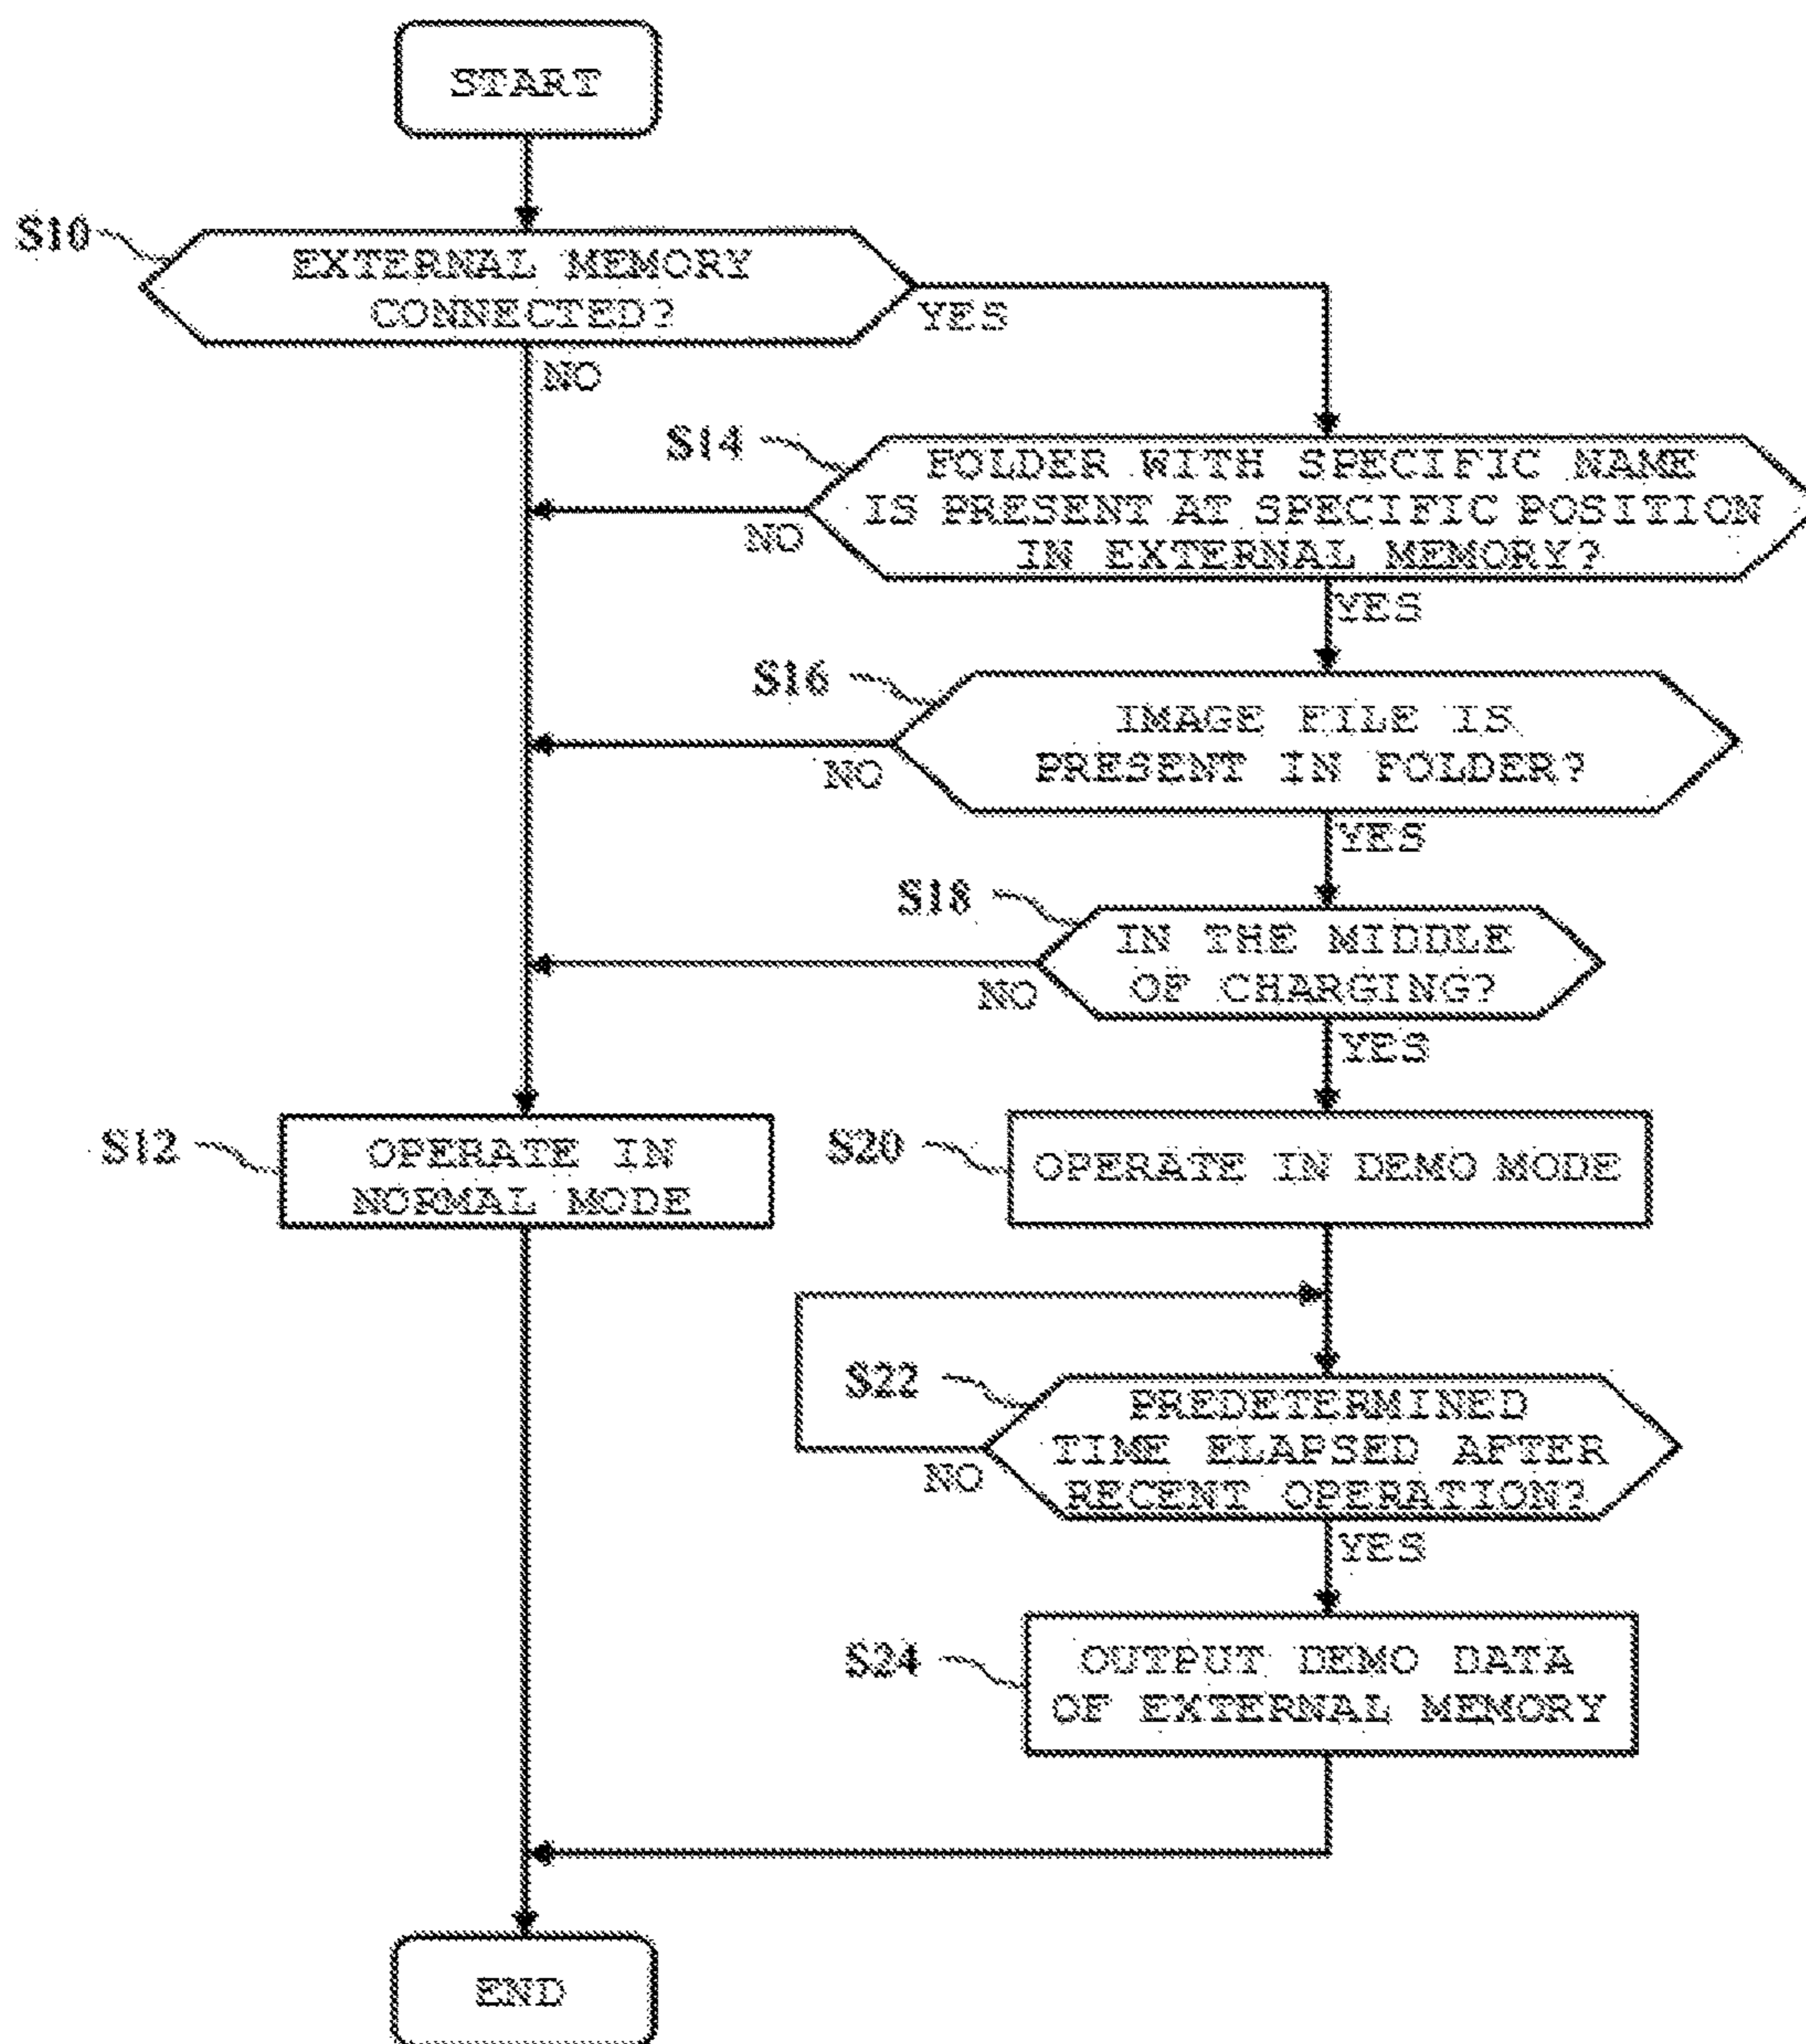 START
S10
EXTERNAL MEMORY
CONNECTED?
YES
NO
S14
FOLDER WITH SPECIFIC NAME
IS PRESENT AT SPECIFIC POSITION
IN EXTERNAL MEMORY?
NO
YES
S16
IMAGE FILE IS
PRESENT IN FOLDER?
NO
YES
S18
IN THE MIDDLE
OF CHARGING?
NO
YES
S12
OPERATE IN
NORMAL MODE
S20
OPERATE IN DEMO MODE
S22
PREDETERMINED
TIME ELAPSED AFTER
RECENT OPERATION?
NO
YES
S24
OUTPUT DEMO DATA
OF EXTERNAL MEMORY
END